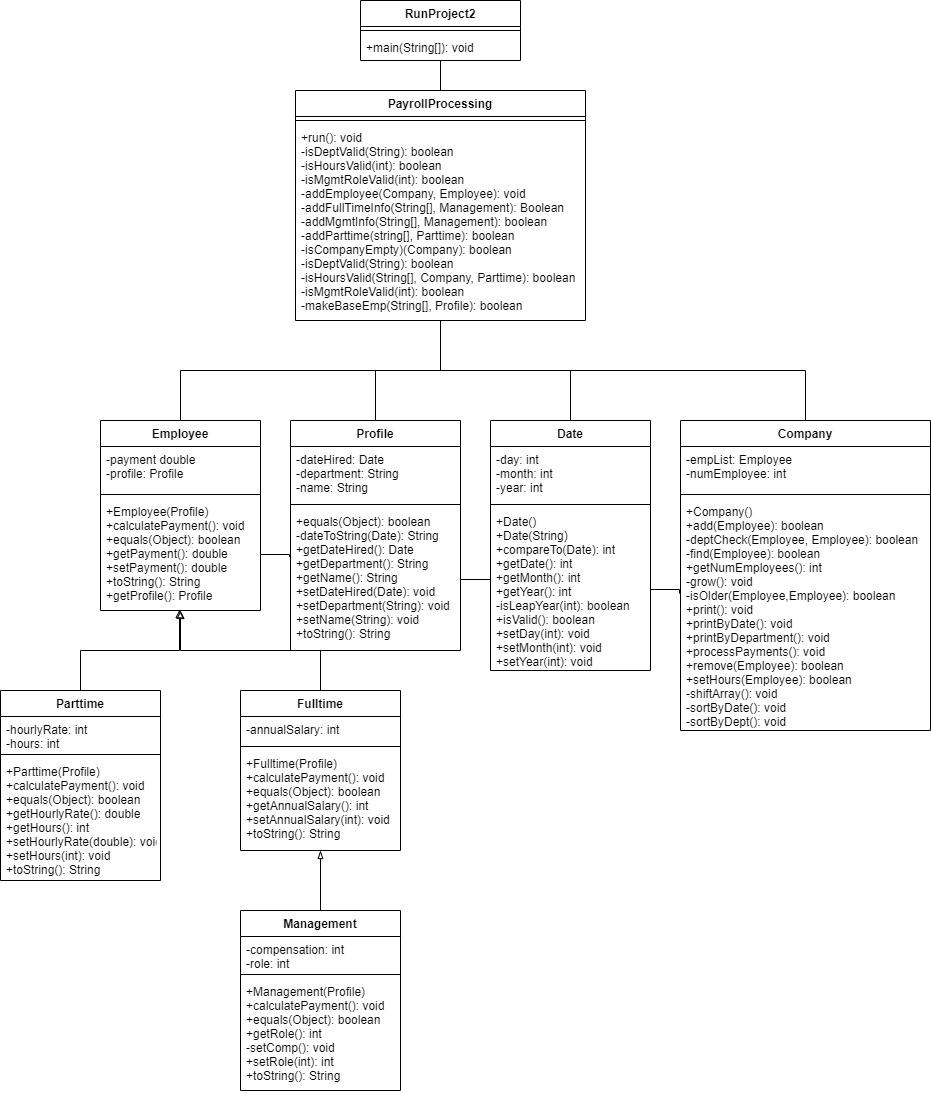 RunProject2
+main(String[]): void
PayrollProcessing
+run(): void
-isDeptValid(String): boolean
-isHoursValid(int): boolean
-isMgmtRoleValid(int): boolean
-addEmployee(Company, Employee): void
-addFullTimeInfo(String[], Management): Boolean
-addMgmtInfo(String[], Management): boolean
-addParttime(string[], Parttime): boolean
-isCompanyEmpty)(Company): boolean
-isDeptValid(String): boolean
-isHoursValid(String[], Company, Parttime): boolean
-isMgmtRoleValid(int): boolean
-makeBaseEmp(String[], Profile): boolean
Employee
-payment double
-profile: Profile
+Employee(Profile)
+calculatePayment(): void
+equals(Object): boolean
+getPayment(): double
+setPayment(): double
+toString(): String
+getProfile(): Profile
Profile
-dateHired: Date
-department: String
-name: String
+equals(Object): boolean
-dateToString(Date): String
+getDateHired(): Date
+getDepartment(): String
+getName(): String
+setDateHired(Date): void
+setDepartment(String): void
+setName(String): void
+toString(): String
Date
-day: int
-month: int
-year: int
+Date()
+Date(String)
+compareTo(Date): int
+getDate(): int
+getMonth(): int
+getYear(): int
-isLeapYear(int): boolean
+isValid(): boolean
+setDay(int): void
+setMonth(int): void
+setYear(int): void
Company
-empList: Employee
-numEmployee: int
+Company()
+add(Employee): boolean
-deptCheck(Employee, Employee): boolean
-find(Employee): boolean
+getNumEmployees(): int
-grow(): void
-isOlder(Employee,Employee): boolean
+print(): void
+printByDate(): void
+printByDepartment(): void
+processPayments(): void
+remove(Employee): boolean
+setHours(Employee): boolean
-shiftArray(): void
-sortByDate(): void
-sortByDept(): void
Parttime
-hourlyRate: int
-hours: int
+Parttime(Profile)
+calculatePayment(): void
+equals(Object): boolean
+getHourlyRate(): double
+getHours(): int
+setHourlyRate(double): voi
+setHours(int): void
+toString(): String
Fulltime
-annualSalary: int
+Fulltime(Profile)
+calculatePayment(): void
+equals(Object): boolean
+getAnnualSalary(): int
+setAnnualSalary(int): void
+toString(): String
Management
-compensation: int
-role: int
+Management(Profile)
+calculatePayment(): void
+equals(Object): boolean
+getRole(): int
-setComp(): void
+setRole(int): int
+toString(): String